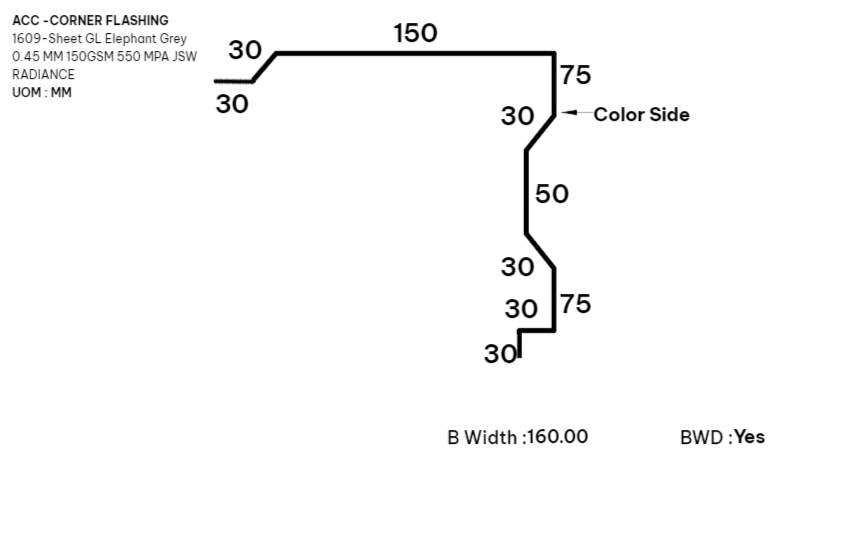 ACC -CORNER FLASHING
1609-Sheet GL Elephant Grey
0.45 MM 150GSM 550 MPA JSW
RADIANCE
UOM : MM
150
30
30
75
30
Color Side
50
30
30
75
30
B Width :160.00
BWD :Yes